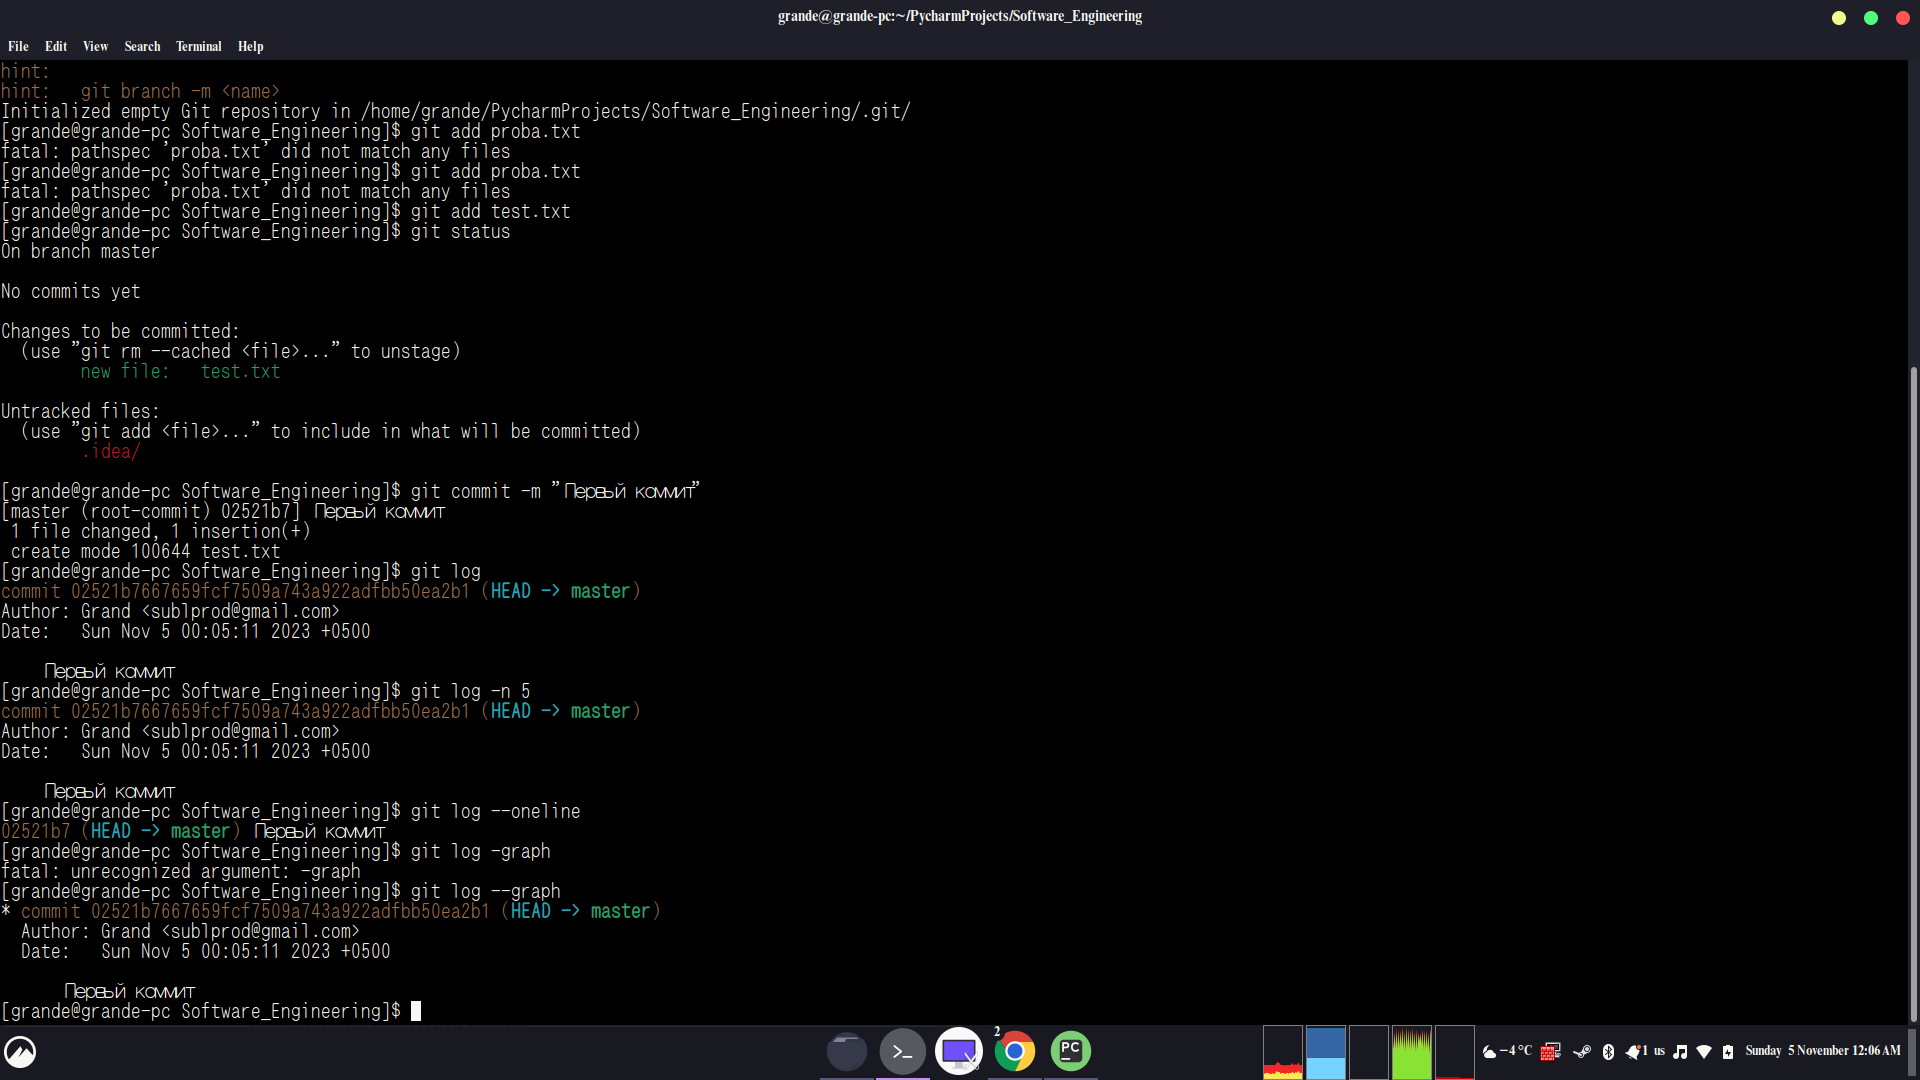 grande@grande-pc:~/PycharmProjects/Software_Engineering
File Edit View Search Terminal Help
hint:
hint:   git branch -m <name>
Initialized empty Git repository in /home/grande/PycharmProjects/Software_Engineering/.git/
[grande@grande-pc Software_Engineering]$ git add proba.txt
fatal: pathspec 'proba.txt' did not match any files
[grande@grande-pc Software_Engineering]$ git add proba.txt
fatal: pathspec 'proba.txt' did not match any files
[grande@grande-pc Software_Engineering]$ git add test.txt
[grande@grande-pc Software_Engineering]$ git status
On branch master
No commits yet
Changes to be committed:
  (use "git rm --cached <file>..." to unstage)
        new file:   test.txt
Untracked files:
  (use "git add <file>..." to include in what will be committed)
        .idea/
[grande@grande-pc Software_Engineering]$ git commit -m "Первый коммит"
[master (root-commit) 02521b7] Первый коммит
 1 file changed, 1 insertion(+)
 create mode 100644 test.txt
[grande@grande-pc Software_Engineering]$ git log
commit 02521b7667659fcf7509a743a922adfbb50ea2b1 (HEAD -> master)
Author: Grand <sublprod@gmail.com>
Date:   Sun Nov 5 00:05:11 2023 +0500
    Первый коммит
[grande@grande-pc Software_Engineering]$ git log -n 5
commit 02521b7667659fcf7509a743a922adfbb50ea2b1 (HEAD -> master)
Author: Grand <sublprod@gmail.com>
Date:   Sun Nov 5 00:05:11 2023 +0500
    Первый коммит
[grande@grande-pc Software_Engineering]$ git log --oneline
02521b7 (HEAD -> master) Первый коммит
[grande@grande-pc Software_Engineering]$ git log -graph
fatal: unrecognized argument: -graph
[grande@grande-pc Software_Engineering]$ git log --graph
* commit 02521b7667659fcf7509a743a922adfbb50ea2b1 (HEAD -> master)
  Author: Grand <sublprod@gmail.com>
  Date:   Sun Nov 5 00:05:11 2023 +0500
      Первый коммит
[grande@grande-pc Software_Engineering]$
2
PC
-4 °C 1 us Sunday 5 November 12:06 AM